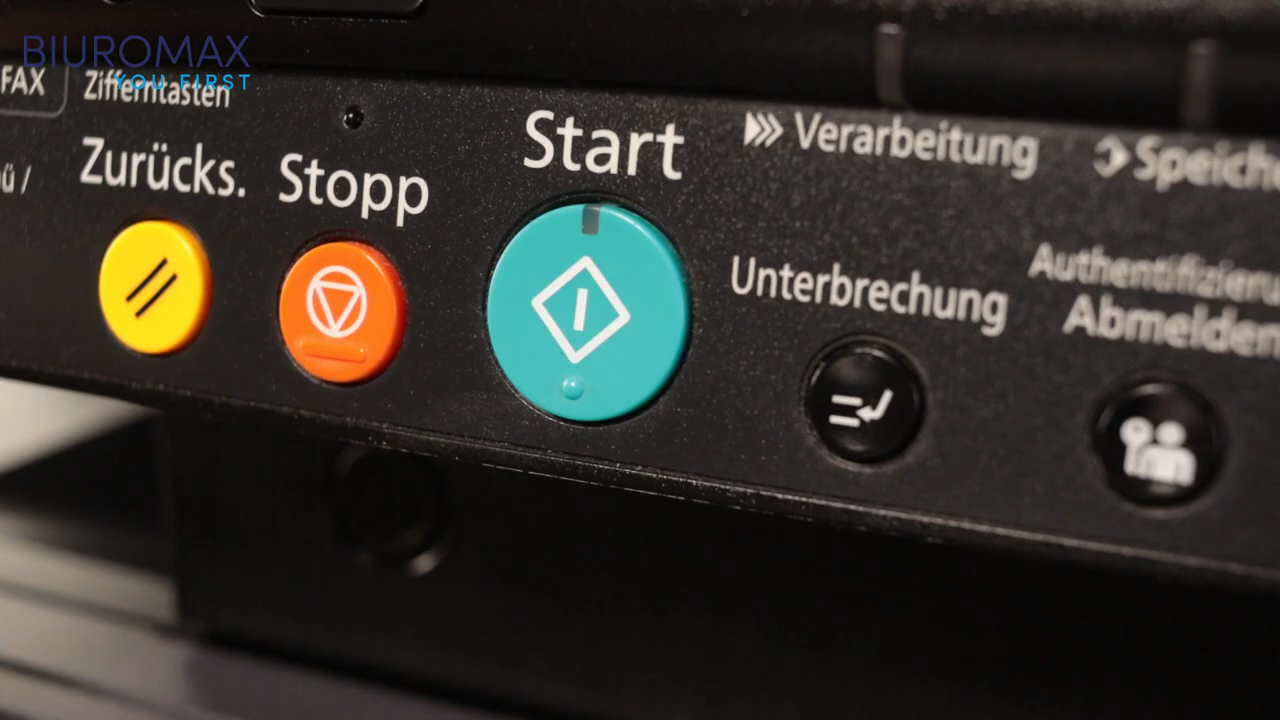 BIUROMAX
YOU FIRST
FAX
Zifferntasten
Start
Verarbeitung
Zurücks.
Stopp
Unterbrechung
Abmelden